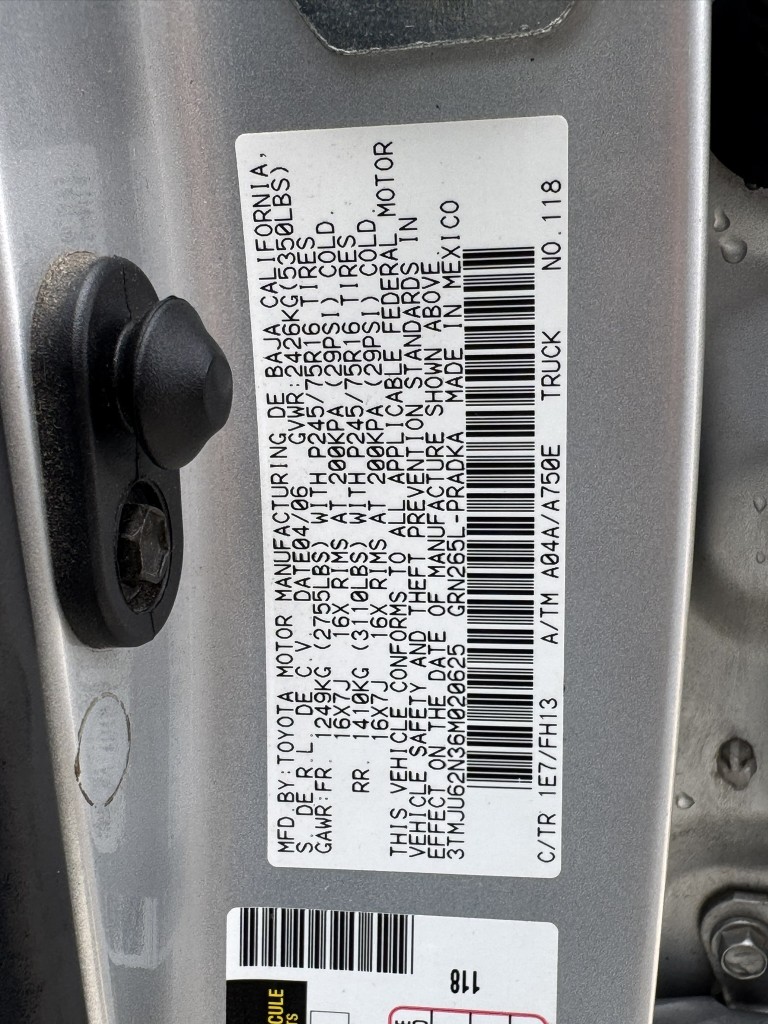 MFD.BY:TOYOTA MOTOR MANUFACTURING DE BAJA CALIFORNIA,
S. DE R.L. DE C.V. DATE04/06 GVWR:2426KG(5350LBS)
GAWR:FR. 1249KG (2755LBS) WITH P245/75R16 TIRES
16X7J 16X RIMS AT 200KPA (29PSI) COLD.
RR. 1410KG (3110LBS) WITH P245/75R16 TIRES
16X7J 16X RIMS AT 200KPA (29PSI) COLD.
THIS VEHICLE CONFORMS TO ALL APPLICABLE FEDERAL MOTOR
VEHICLE SAFETY AND THEFT PREVENTION STANDARDS IN
EFFECT ON THE DATE OF MANUFACTURE SHOWN ABOVE.
3TMJU62N36M020625 GRN265L-PRADKA MADE IN MEXICO
C/TR 1E7/FH13 A/TM A04A/A750E TRUCK NO.118
118